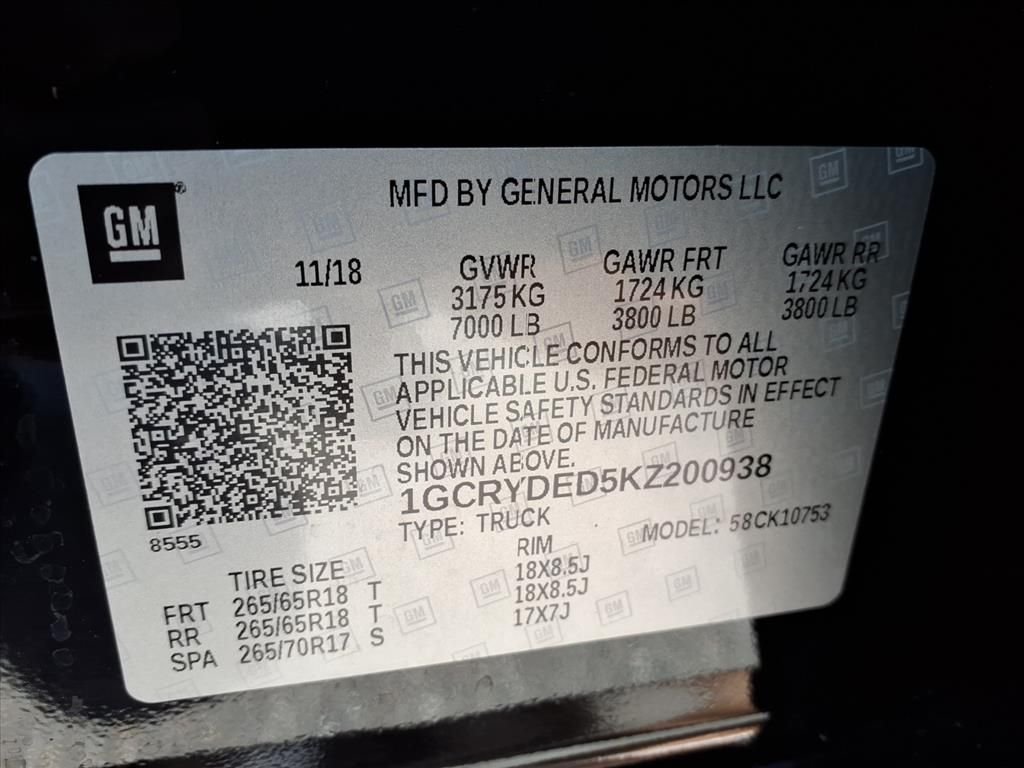 GM
MFD BY GENERAL MOTORS LLC
11/18
GVWR GAWR FRT GAWR RR
3175 KG 1724 KG 1724 KG
7000 LB 3800 LB 3800 LB
THIS VEHICLE CONFORMS TO ALL
APPLICABLE U.S. FEDERAL MOTOR
VEHICLE SAFETY STANDARDS IN EFFECT
ON THE DATE OF MANUFACTURE
SHOWN ABOVE.
1GCRYDED5KZ200938
TYPE: TRUCK MODEL: 58CK10753
8555
TIRE SIZE RIM
FRT 265/65R18 T 18X8.5J
RR 265/65R18 T 18X8.5J
SPA 265/70R17 S 17X7J